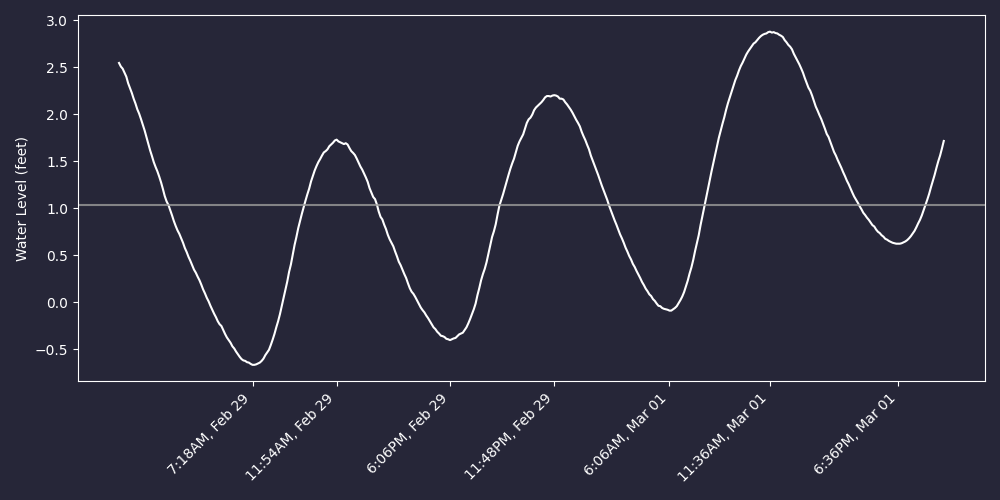 3.0
2.5
2.0
1.5
1.0
0.5
0.0
−0.5
Water Level (feet)
7:18AM, Feb 29
11:54AM, Feb 29
6:06PM, Feb 29
11:48PM, Feb 29
6:06AM, Mar 01
11:36AM, Mar 01
6:36PM, Mar 01